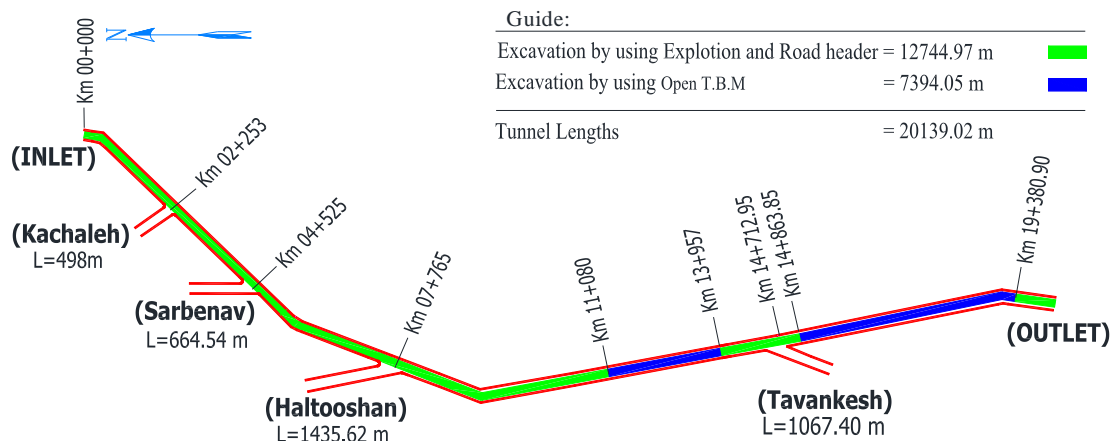 Guide:
Excavation by using Explotion and Road header = 12744.97 m
Excavation by using Open T.B.M = 7394.05 m
Tunnel Lengths = 20139.02 m
N
Km 00+000
(INLET)
Km 02+253
(Kachaleh)
L=498m
Km 04+525
(Sarbenav)
L=664.54 m
Km 07+765
(Haltooshan)
L=1435.62 m
Km 11+080
Km 13+957
Km 14+712.95
Km 14+863.85
(Tavankesh)
L=1067.40 m
Km 19+380.90
(OUTLET)